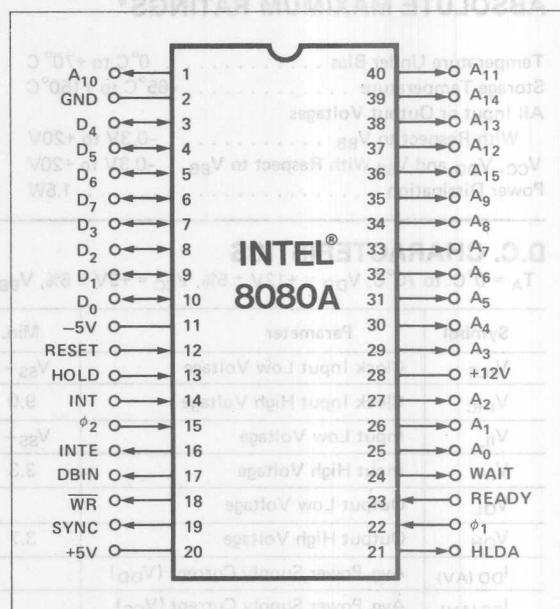 ABSOLUTE MAXIMUM RATINGS*
Temperature Under Bias 0°C to +70°C
Storage Temperature -65°C to +150°C
All Input or Output Voltages
With Respect to VBB -0.3V to +20V
VCC, VDD and VSS With Respect to VBB -0.3V to +20V
Power Dissipation 1.5W
D.C. CHARACTERISTICS
Symbol Parameter Min.
Clock Input Low Voltage
Clock Input High Voltage 9.0
Input Low Voltage
Input High Voltage 3.3
Output Low Voltage
Output High Voltage 3.7
IDD (AV) Avg. Power Supply Current (VDD)
Avg. Power Supply Current (VCC)
INTEL®
8080A
A10 1 40 A11
GND 2 39 A14
D4 3 38 A13
D5 4 37 A12
D6 5 36 A15
D7 6 35 A9
D3 7 34 A8
D2 8 33 A7
D1 9 32 A6
D0 10 31 A5
–5V 11 30 A4
RESET 12 29 A3
HOLD 13 28 +12V
INT 14 27 A2
ϕ2 15 26 A1
INTE 16 25 A0
DBIN 17 24 WAIT
W̅R̅ 18 23 READY
SYNC 19 22 ϕ1
+5V 20 21 HLDA